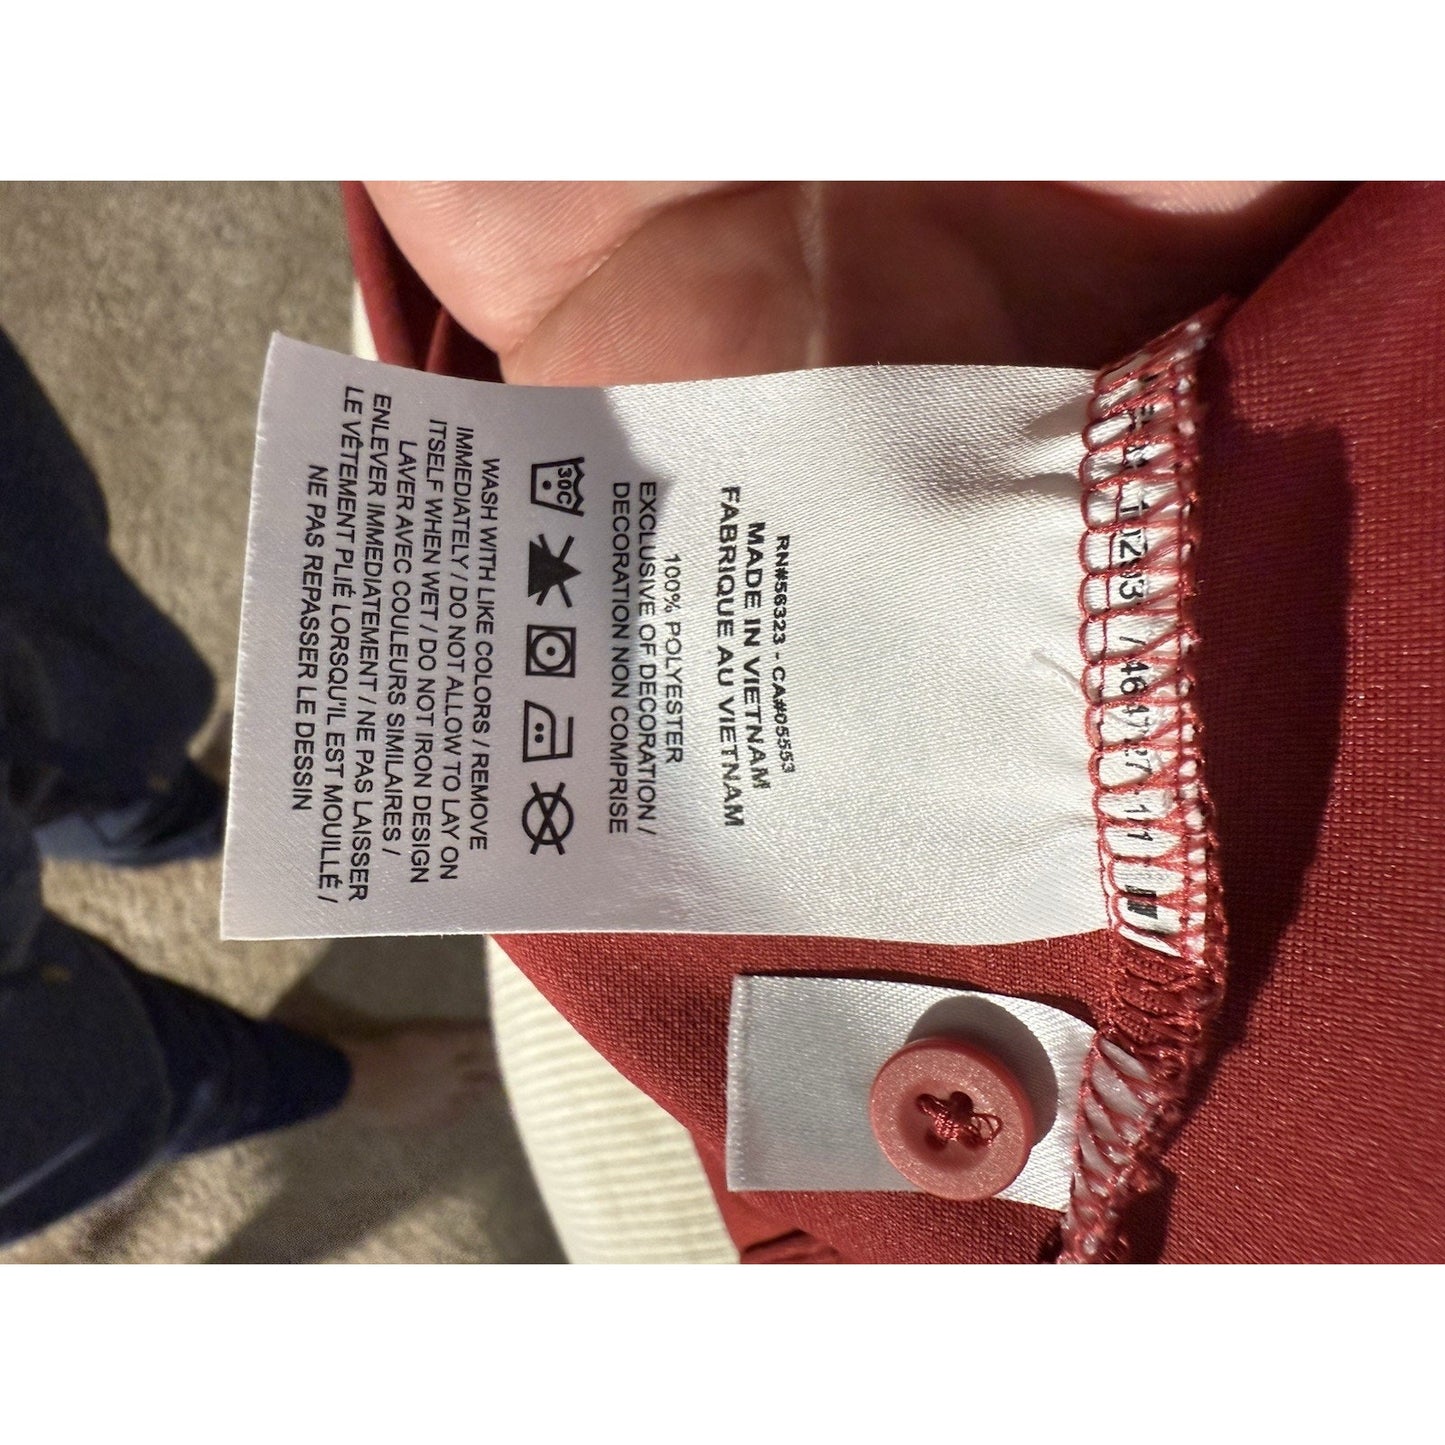 RN#56323 - CA#05553
MADE IN VIETNAM
FABRIQUE AU VIETNAM
100% POLYESTER
EXCLUSIVE OF DECORATION /
DECORATION NON COMPRISE
30C
WASH WITH LIKE COLORS / REMOVE
IMMEDIATELY / DO NOT ALLOW TO LAY ON
ITSELF WHEN WET / DO NOT IRON DESIGN
LAVER AVEC COULEURS SIMILAIRES /
ENLEVER IMMEDIATEMENT / NE PAS LAISSER
LE VÊTEMENT PLIÉ LORSQU'IL EST MOUILLÉ /
NE PAS REPASSER LE DESSIN